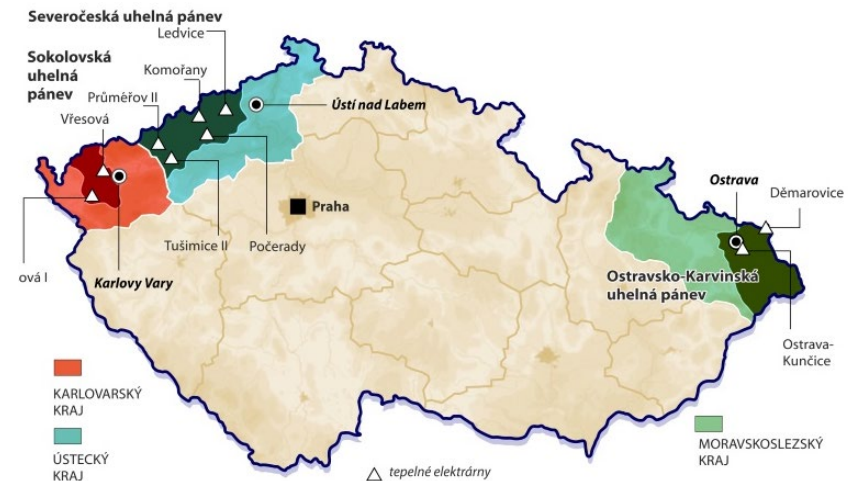 Severočeská uhelná pánev
Ledvice
Sokolovská
uhelná
pánev
Komořany
Průměřov II
Vřesová
Ústí nad Labem
Ostrava
Děmarovice
Praha
ová I
Tušimice II
Počerady
Karlovy Vary
Ostravsko-Karvinská
uhelná pánev
Ostrava-
Kunčice
KARLOVARSKÝ
KRAJ
ÚSTECKÝ
KRAJ
MORAVSKOSLEZSKÝ
KRAJ
tepelné elektrárny